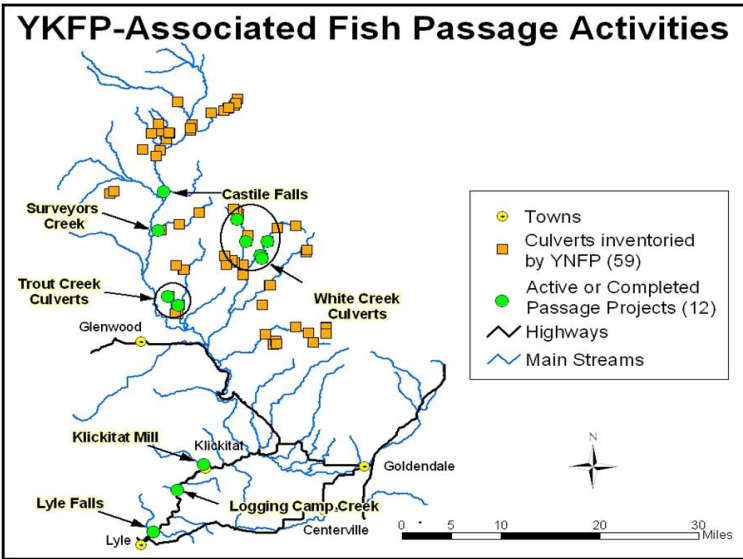 YKFP-Associated Fish Passage Activities
Castile Falls
Surveyors
Creek
Trout Creek
Culverts
White Creek
Culverts
Glenwood
Towns
Culverts inventoried
by YNFP (59)
Active or Completed
Passage Projects (12)
Highways
Main Streams
Klickitat Mill
Klickitat
Goldendale
N
Lyle Falls
Logging Camp Creek
Centerville
Lyle
0 5 10 20 30
Miles